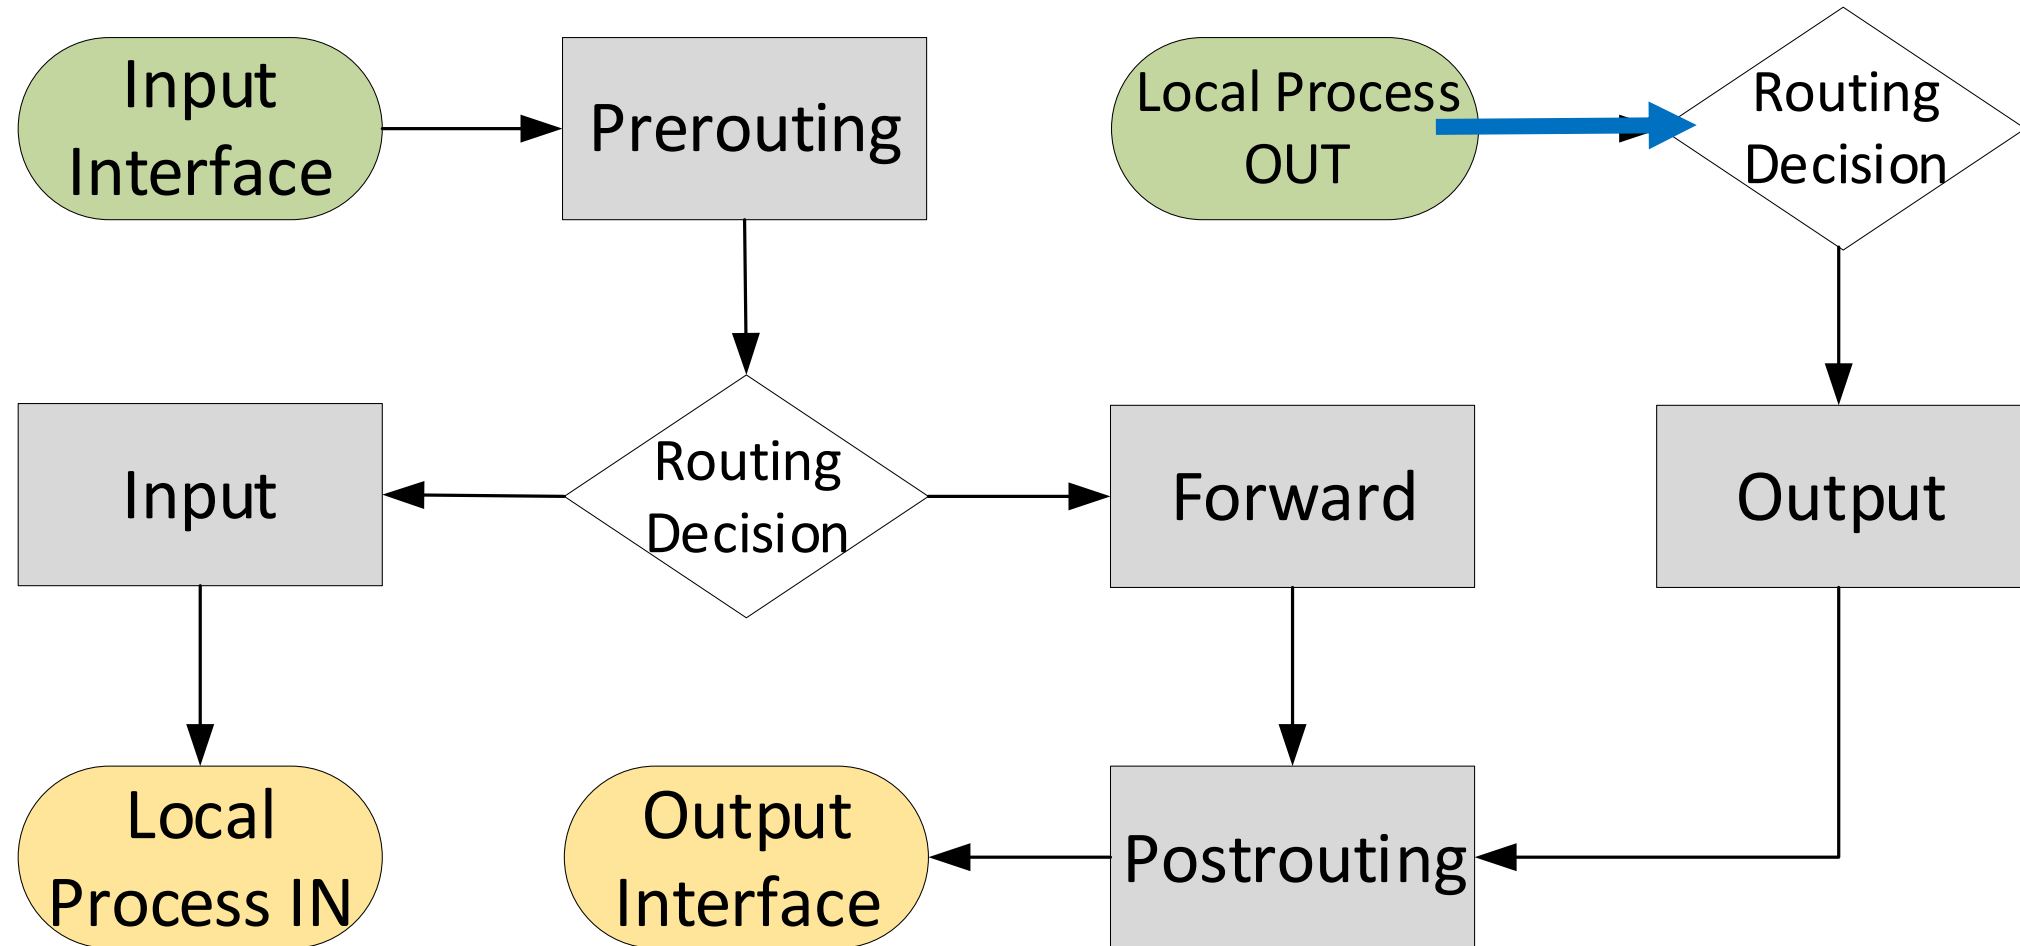 Input
Interface
Prerouting
Local Process
OUT
Routing
Decision
Input
Routing
Decision
Forward
Output
Local
Process IN
Output
Interface
Postrouting